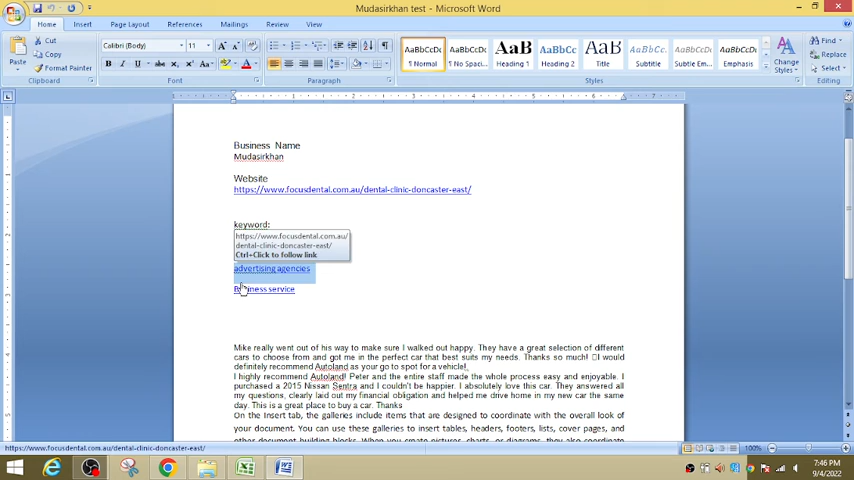 Mudasirkhan test - Microsoft Word
Home Insert Page Layout References Mailings Review View
Cut
Copy
Format Painter
Paste
Clipboard
Calibri (Body) 11
Font
Paragraph
AaBbCcDc AaBbCcDc AaBbC AaBbCc AaBbC AaBbCcC AaBbCcDc AaBbCcDc
¶ Normal ¶ No Spaci... Heading 1 Heading 2 Title Subtitle Subtle Em... Emphasis
Styles
Change Styles
Find
Replace
Select
Editing
Business Name
Mudasirkhan
Website
https://www.focusdental.com.au/dental-clinic-doncaster-east/
keyword:
https://www.focusdental.com.au/
dental-clinic-doncaster-east/
Ctrl+Click to follow link
advertising agencies
Business service
Mike really went out of his way to make sure I walked out happy. They have a great selection of different
cars to choose from and got me in the perfect car that best suits my needs. Thanks so much! I would
definitely recommend Autoland as your go to spot for a vehicle!.
I highly recommend Autoland! Peter and the entire staff made the whole process easy and enjoyable. I
purchased a 2015 Nissan Sentra and I couldn't be happier. I absolutely love this car. They answered all
my questions, clearly laid out my financial obligation and helped me drive home in my new car the same
day. This is a great place to buy a car. Thanks
On the Insert tab, the galleries include items that are designed to coordinate with the overall look of
your document. You can use these galleries to insert tables, headers, footers, lists, cover pages, and
other document building blocks. When you create pictures, charts, or diagrams, they also coordinate
https://www.focusdental.com.au/dental-clinic-doncaster-east/
100%
7:46 PM
9/4/2022